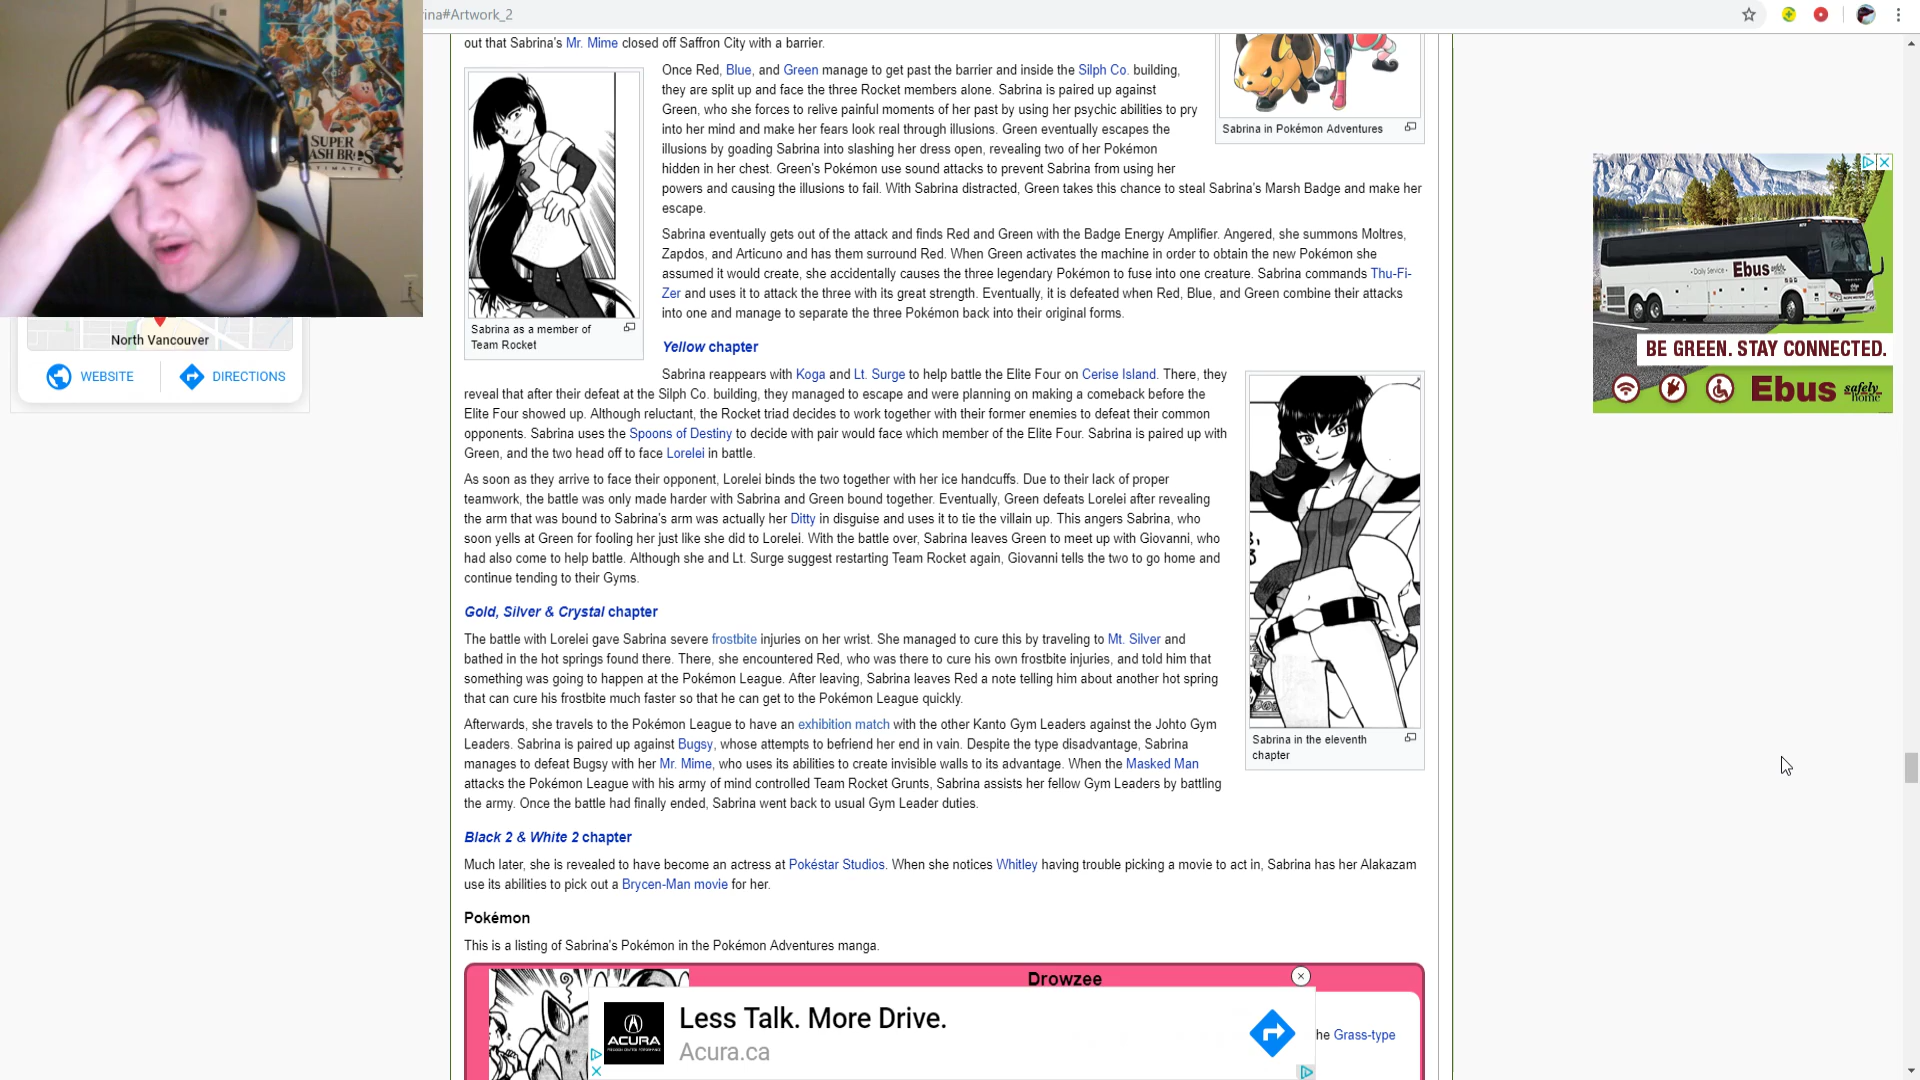 ina#Artwork_2
SUPER
SMASH BROS
ULTIMATE
North Vancouver
WEBSITE
DIRECTIONS
out that Sabrina's Mr. Mime closed off Saffron City with a barrier.
Once Red, Blue, and Green manage to get past the barrier and inside the Silph Co. building,
they are split up and face the three Rocket members alone. Sabrina is paired up against
Green, who she forces to relive painful moments of her past by using her psychic abilities to pry
into her mind and make her fears look real through illusions. Green eventually escapes the
illusions by goading Sabrina into slashing her dress open, revealing two of her Pokémon
hidden in her chest. Green's Pokémon use sound attacks to prevent Sabrina from using her
powers and causing the illusions to fail. With Sabrina distracted, Green takes this chance to steal Sabrina's Marsh Badge and make her
escape.
Sabrina in Pokémon Adventures
Sabrina eventually gets out of the attack and finds Red and Green with the Badge Energy Amplifier. Angered, she summons Moltres,
Zapdos, and Articuno and has them surround Red. When Green activates the machine in order to obtain the new Pokémon she
assumed it would create, she accidentally causes the three legendary Pokémon to fuse into one creature. Sabrina commands Thu-Fi-
Zer and uses it to attack the three with its great strength. Eventually, it is defeated when Red, Blue, and Green combine their attacks
into one and manage to separate the three Pokémon back into their original forms.
Sabrina as a member of
Team Rocket
Yellow chapter
Sabrina reappears with Koga and Lt. Surge to help battle the Elite Four on Cerise Island. There, they
reveal that after their defeat at the Silph Co. building, they managed to escape and were planning on making a comeback before the
Elite Four showed up. Although reluctant, the Rocket triad decides to work together with their former enemies to defeat their common
opponents. Sabrina uses the Spoons of Destiny to decide with pair would face which member of the Elite Four. Sabrina is paired up with
Green, and the two head off to face Lorelei in battle.
As soon as they arrive to face their opponent, Lorelei binds the two together with her ice handcuffs. Due to their lack of proper
teamwork, the battle was only made harder with Sabrina and Green bound together. Eventually, Green defeats Lorelei after revealing
the arm that was bound to Sabrina's arm was actually her Ditty in disguise and uses it to tie the villain up. This angers Sabrina, who
soon yells at Green for fooling her just like she did to Lorelei. With the battle over, Sabrina leaves Green to meet up with Giovanni, who
had also come to help battle. Although she and Lt. Surge suggest restarting Team Rocket again, Giovanni tells the two to go home and
continue tending to their Gyms.
Gold, Silver & Crystal chapter
The battle with Lorelei gave Sabrina severe frostbite injuries on her wrist. She managed to cure this by traveling to Mt. Silver and
bathed in the hot springs found there. There, she encountered Red, who was there to cure his own frostbite injuries, and told him that
something was going to happen at the Pokémon League. After leaving, Sabrina leaves Red a note telling him about another hot spring
that can cure his frostbite much faster so that he can get to the Pokémon League quickly.
Afterwards, she travels to the Pokémon League to have an exhibition match with the other Kanto Gym Leaders against the Johto Gym
Leaders. Sabrina is paired up against Bugsy, whose attempts to befriend her end in vain. Despite the type disadvantage, Sabrina
manages to defeat Bugsy with her Mr. Mime, who uses its abilities to create invisible walls to its advantage. When the Masked Man
attacks the Pokémon League with his army of mind controlled Team Rocket Grunts, Sabrina assists her fellow Gym Leaders by battling
the army. Once the battle had finally ended, Sabrina went back to usual Gym Leader duties.
Sabrina in the eleventh
chapter
Black 2 & White 2 chapter
Much later, she is revealed to have become an actress at Pokéstar Studios. When she notices Whitley having trouble picking a movie to act in, Sabrina has her Alakazam
use its abilities to pick out a Brycen-Man movie for her.
Pokémon
This is a listing of Sabrina's Pokémon in the Pokémon Adventures manga.
Drowzee
he Grass-type
ACURA
Less Talk. More Drive.
Acura.ca
Daily Service
Ebus
BE GREEN. STAY CONNECTED.
Ebus safely home